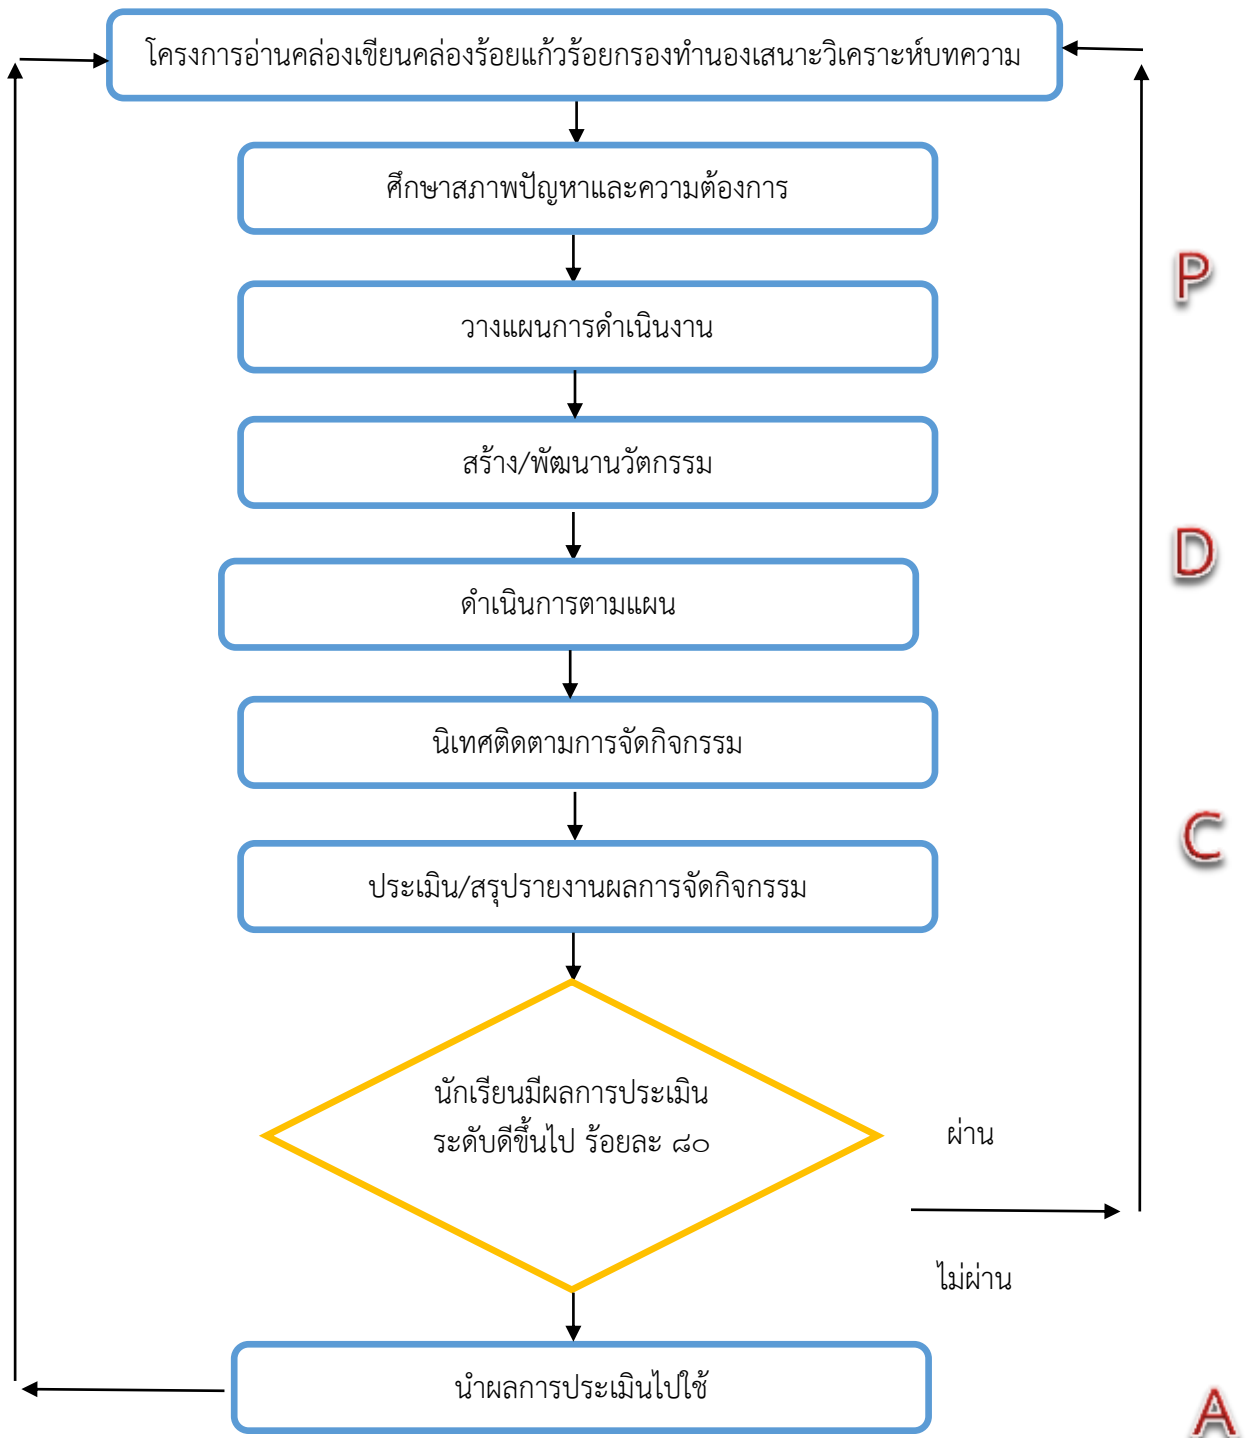 โครงการอ่านคล่องเขียนคล่องร้อยแก้วร้อยกรองทำนองเสนาะวิเคราะห์บทความ
ศึกษาสภาพปัญหาและความต้องการ
P
วางแผนการดำเนินงาน
สร้าง/พัฒนานวัตกรรม
D
ดำเนินการตามแผน
นิเทศติดตามการจัดกิจกรรม
C
ประเมิน/สรุปรายงานผลการจัดกิจกรรม
นักเรียนมีผลการประเมิน
ระดับดีขึ้นไป ร้อยละ ๘๐
ผ่าน
ไม่ผ่าน
นำผลการประเมินไปใช้
A